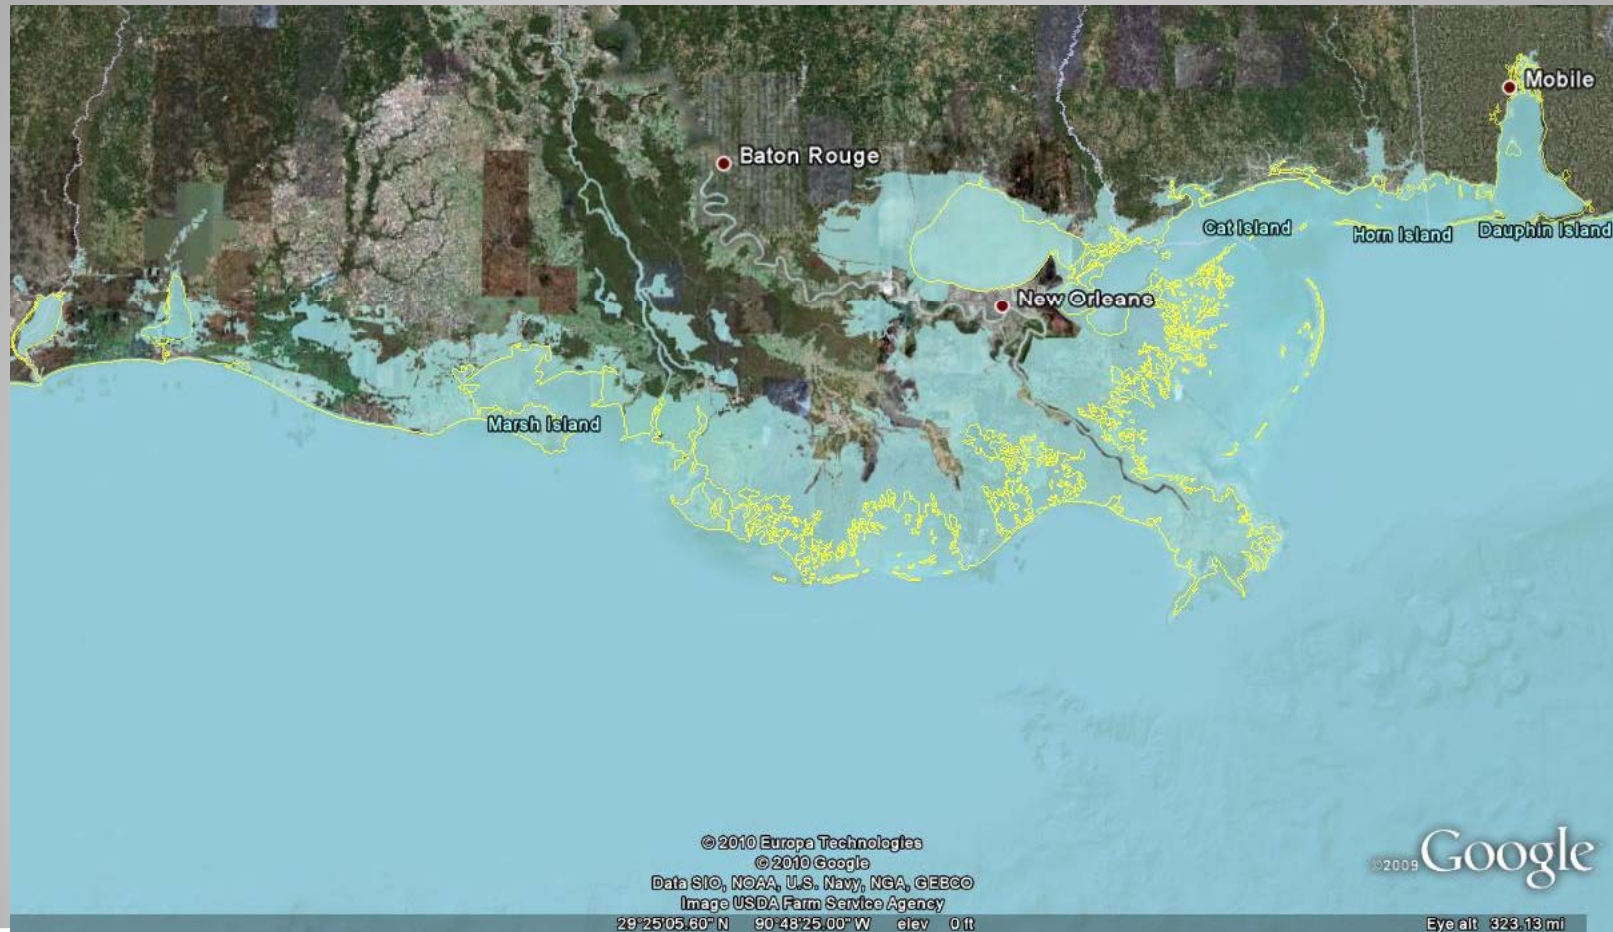 Mobile
Baton Rouge
Cat Island
Horn Island
Dauphin Island
New Orleans
Marsh Island
© 2010 Europa Technologies
© 2010 Google
Data SIO, NOAA, U.S. Navy, NGA, GEBCO
Image USDA Farm Service Agency
©2009 Google
29°25'05.60" N 90°48'25.00" W elev 0 ft
Eye alt 323.13 mi